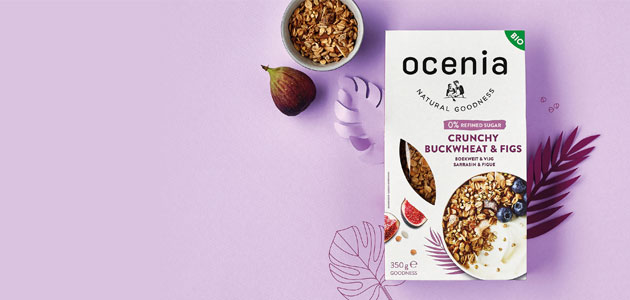 BIO
ocenia
NATURAL GOODNESS
0% REFINED SUGAR
CRUNCHY
BUCKWHEAT & FIGS
BOEKWEIT & VIJG
SARRASIN & FIGUE
350g e
GOODNESS